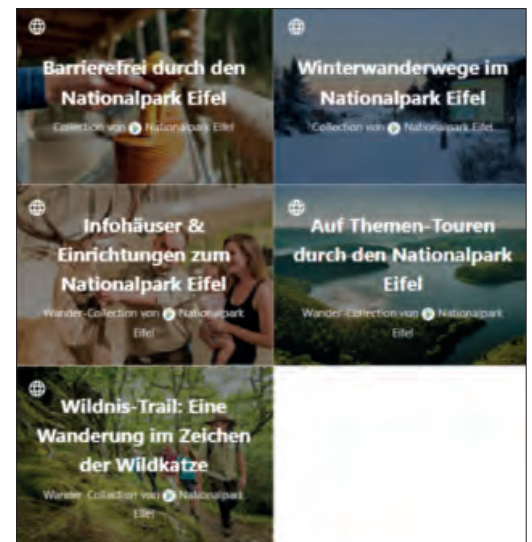 Barrierefrei durch den
Nationalpark Eifel
Collection von Nationalpark Eifel
Winterwanderwege im
Nationalpark Eifel
Collection von Nationalpark Eifel
Infohäuser &
Einrichtungen zum
Nationalpark Eifel
Wander-Collection von Nationalpark
Eifel
Auf Themen-Touren
durch den Nationalpark
Eifel
Wander-Collection von Nationalpark
Eifel
Wildnis-Trail: Eine
Wanderung im Zeichen
der Wildkatze
Wander-Collection von Nationalpark
Eifel